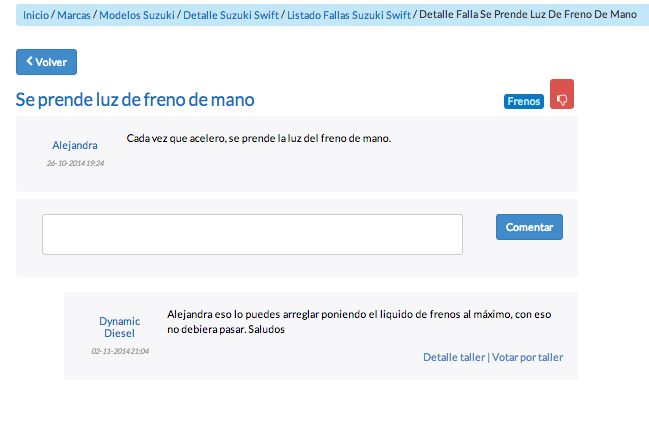 Inicio / Marcas / Modelos Suzuki / Detalle Suzuki Swift / Listado Fallas Suzuki Swift / Detalle Falla Se Prende Luz De Freno De Mano
Volver
Se prende luz de freno de mano
Frenos
Alejandra
26-10-2014 19:24
Cada vez que acelero, se prende la luz del freno de mano.
Comentar
Dynamic
Diesel
02-11-2014 21:04
Alejandra eso lo puedes arreglar poniendo el liquido de frenos al máximo, con eso
no debiera pasar. Saludos
Detalle taller | Votar por taller